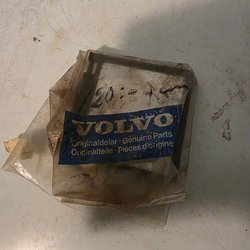 VOLVO
Originaldelar · Genuine Parts
Originalteile · Pièces d'origine